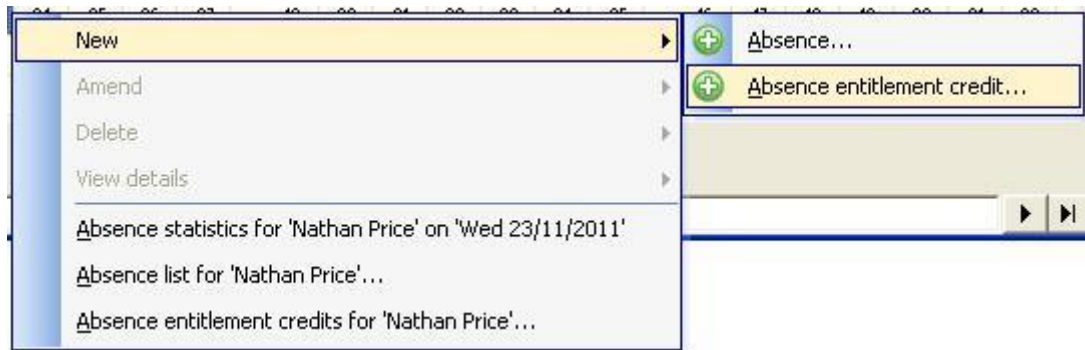 New
Absence...
Amend
Absence entitlement credit...
Delete
View details
Absence statistics for 'Nathan Price' on 'Wed 23/11/2011'
Absence list for 'Nathan Price'...
Absence entitlement credits for 'Nathan Price'...